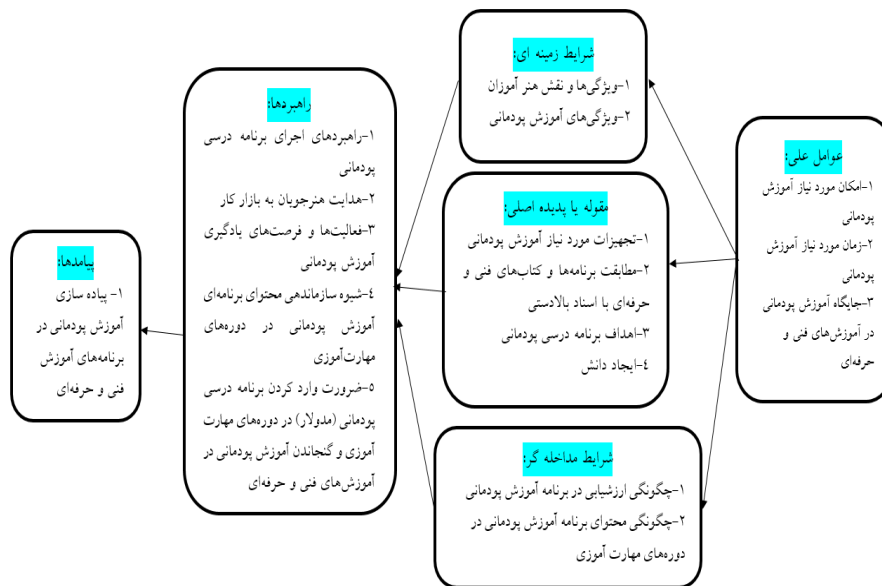 عوامل علی:
۱-امکان مورد نیاز آموزش
پودمانی
۲-زمان مورد نیاز آموزش
پودمانی
۳-جایگاه آموزش پودمانی
در آموزش‌های فنی و
حرفه‌ای
شرایط زمینه ای:
۱-ویژگی‌ها و نقش هنر آموزان
۲-ویژگی‌های آموزش پودمانی
مقوله یا پدیده اصلی:
۱-تجهیزات مورد نیاز آموزش پودمانی
۲-مطابقت برنامه‌ها و کتاب‌های فنی و
حرفه‌ای با اسناد بالادستی
۳-اهداف برنامه درسی پودمانی
۴-ایجاد دانش
شرایط مداخله گر:
۱-چگونگی ارزشیابی در برنامه آموزش پودمانی
۲-چگونگی محتوای برنامه آموزش پودمانی در
دوره‌های مهارت آموزی
راهبردها:
۱-راهبردهای اجرای برنامه درسی
پودمانی
۲-هدایت هنرجویان به بازار کار
۳-فعالیت‌ها و فرصت‌های یادگیری
آموزش پودمانی
۴-شیوه سازماندهی محتوای برنامه‌ای
آموزش پودمانی در دوره‌های
مهارت‌آموزی
۵-ضرورت وارد کردن برنامه درسی
پودمانی (مدولار) در دوره‌های مهارت
آموزی و گنجاندن آموزش پودمانی در
آموزش‌های فنی و حرفه‌ای
پیامدها:
۱- پیاده سازی
آموزش پودمانی در
برنامه‌های آموزش
فنی و حرفه‌ای